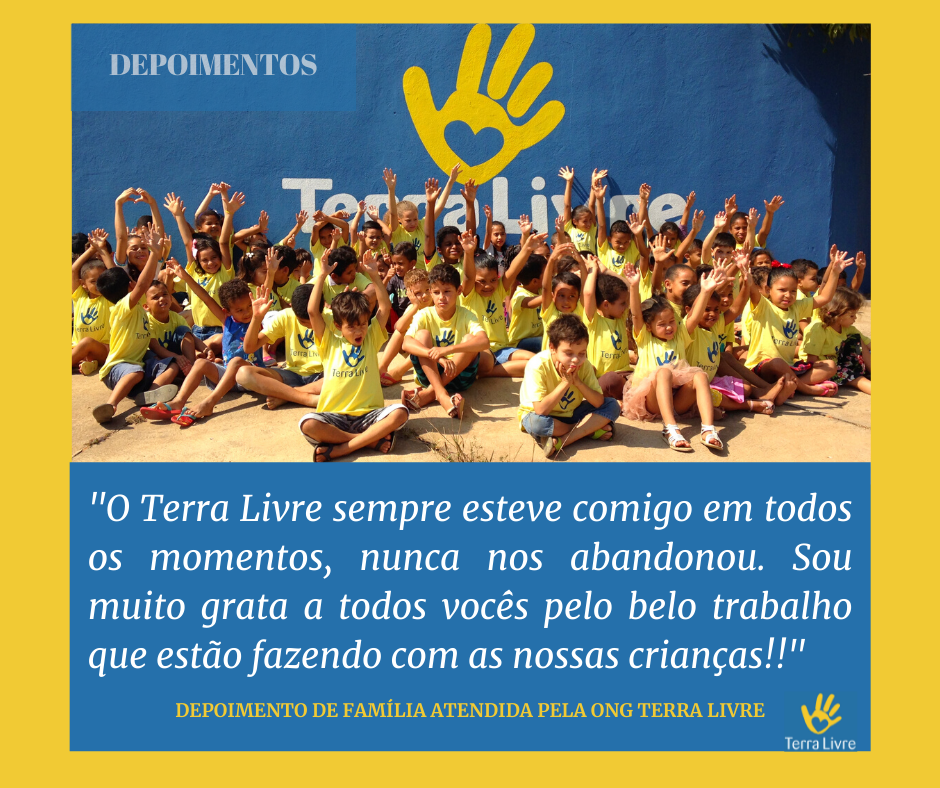 DEPOIMENTOS
Terra Livre
"O Terra Livre sempre esteve comigo em todos
os momentos, nunca nos abandonou. Sou
muito grata a todos vocês pelo belo trabalho
que estão fazendo com as nossas crianças!!"
DEPOIMENTO DE FAMÍLIA ATENDIDA PELA ONG TERRA LIVRE
Terra Livre